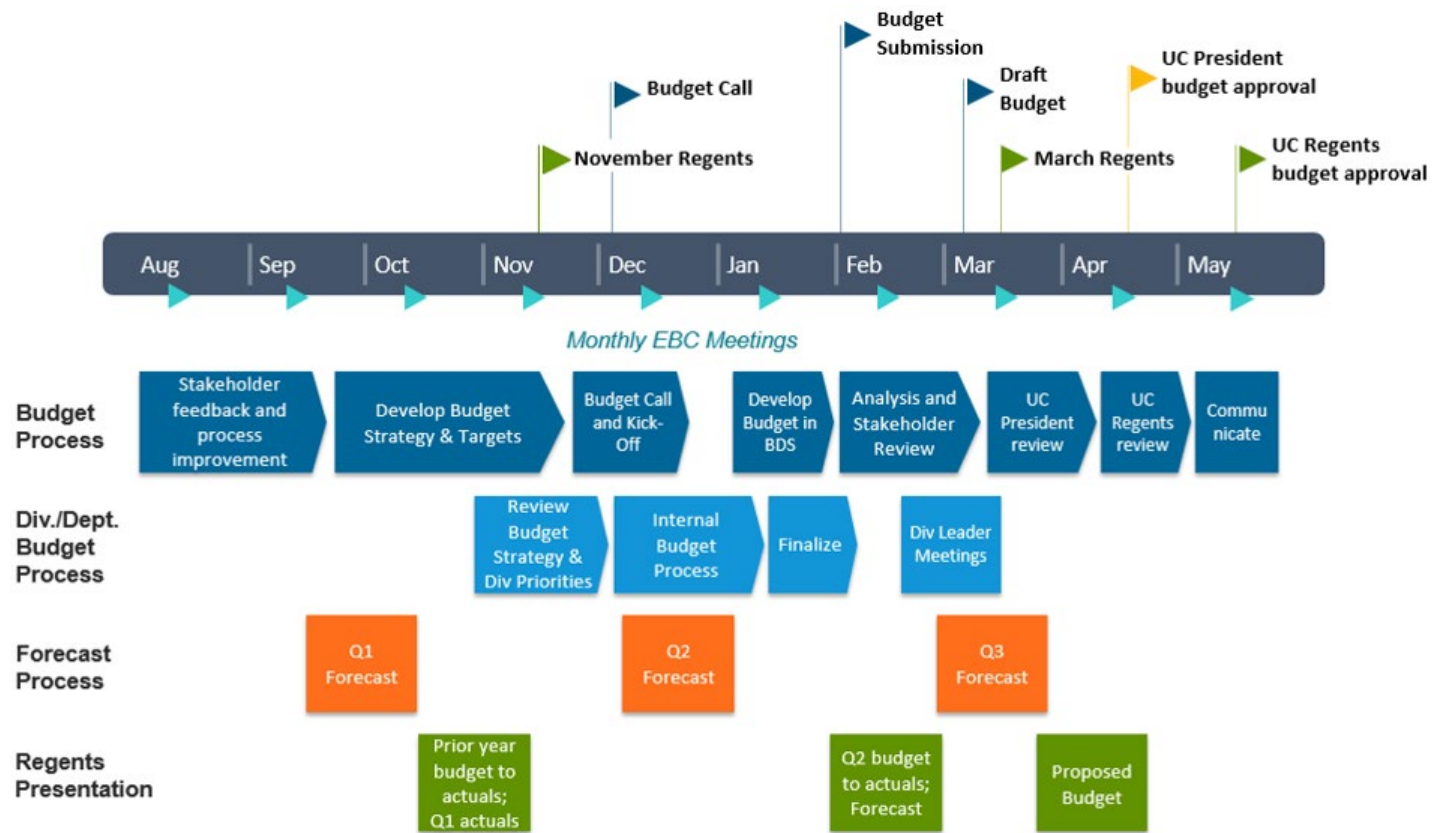 Budget
Submission
UC President
budget approval
Draft
Budget
Budget Call
November Regents
March Regents
UC Regents
budget approval
Aug
Sep
Oct
Nov
Dec
Jan
Feb
Mar
Apr
May
Monthly EBC Meetings
Budget
Process
Stakeholder
feedback and
process
improvement
Develop Budget
Strategy & Targets
Budget Call
and Kick-
Off
Develop
Budget in
BDS
Analysis and
Stakeholder
Review
UC
President
review
UC
Regents
review
Commu
nicate
Div./Dept.
Budget
Process
Review
Budget
Strategy &
Div Priorities
Internal
Budget
Process
Finalize
Div Leader
Meetings
Forecast
Process
Q1
Forecast
Q2
Forecast
Q3
Forecast
Regents
Presentation
Prior year
budget to
actuals;
Q1 actuals
Q2 budget
to actuals;
Forecast
Proposed
Budget